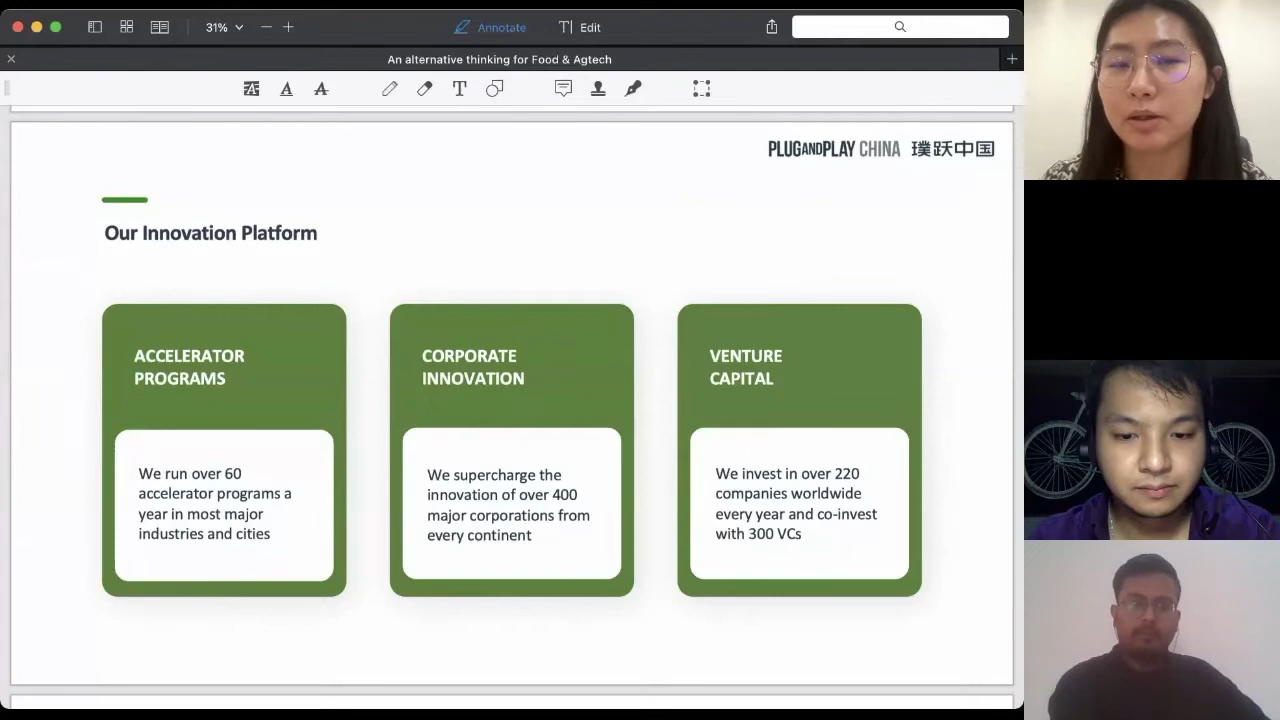 31%
Annotate
Edit
An alternative thinking for Food & Agtech
PLUGANDPLAY CHINA 璞跃中国
Our Innovation Platform
ACCELERATOR
PROGRAMS
We run over 60
accelerator programs a
year in most major
industries and cities
CORPORATE
INNOVATION
We supercharge the
innovation of over 400
major corporations from
every continent
VENTURE
CAPITAL
We invest in over 220
companies worldwide
every year and co-invest
with 300 VCs